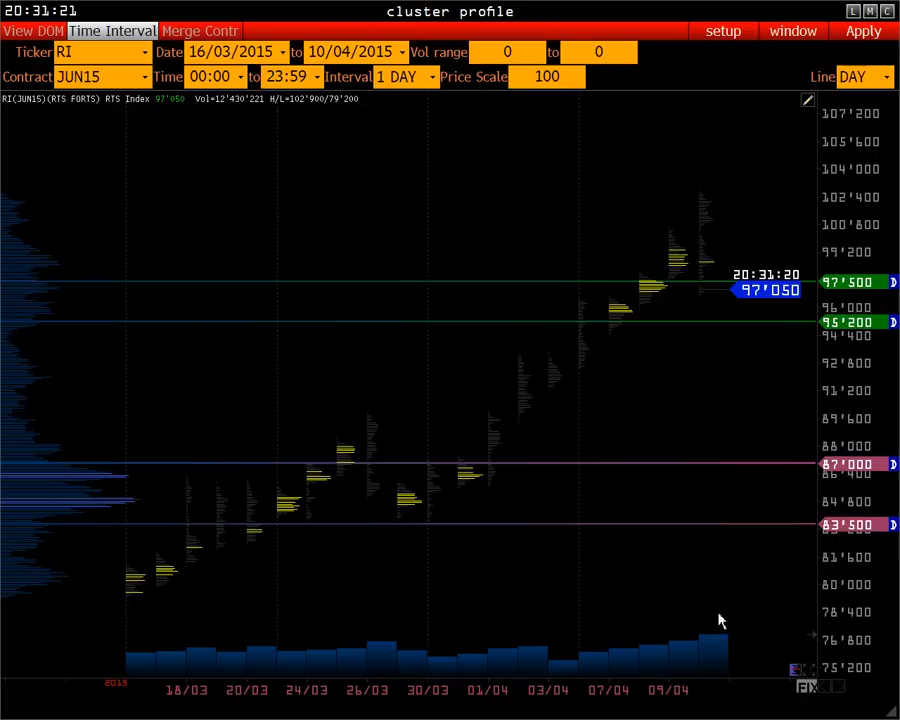 20:31:21 cluster profile L M C
View DOM Time Interval Merge Contr setup window Apply
Ticker RI Date 16/03/2015 to 10/04/2015 Vol range 0 to 0
Contract JUN15 Time 00:00 to 23:59 Interval 1 DAY Price Scale 100 Line DAY
RI(JUN15)(RTS FORTS) RTS Index 97'050 Vol=12'430'221 H/L=102'900/79'200
107'200
105'600
104'000
102'400
100'800
99'200
20:31:20
97'500 D
97'050
96'000
95'200 D
94'400
92'800
91'200
89'600
88'000
87'000 D
86'400
84'800
83'500 D
81'600
80'000
78'400
76'800
75'200
2015
18/03 20/03 24/03 26/03 30/03 01/04 03/04 07/04 09/04 FIX